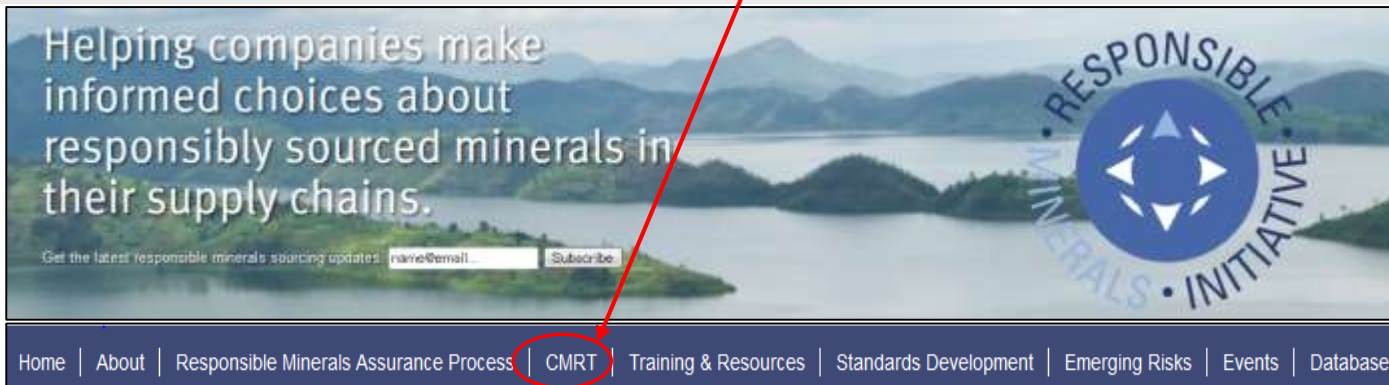 Helping companies make
informed choices about
responsibly sourced minerals in
their supply chains.
Get the latest responsible minerals sourcing updates: name@email... Subscribe
• RESPONSIBLE • MINERALS • INITIATIVE
Home | About | Responsible Minerals Assurance Process | CMRT | Training & Resources | Standards Development | Emerging Risks | Events | Database